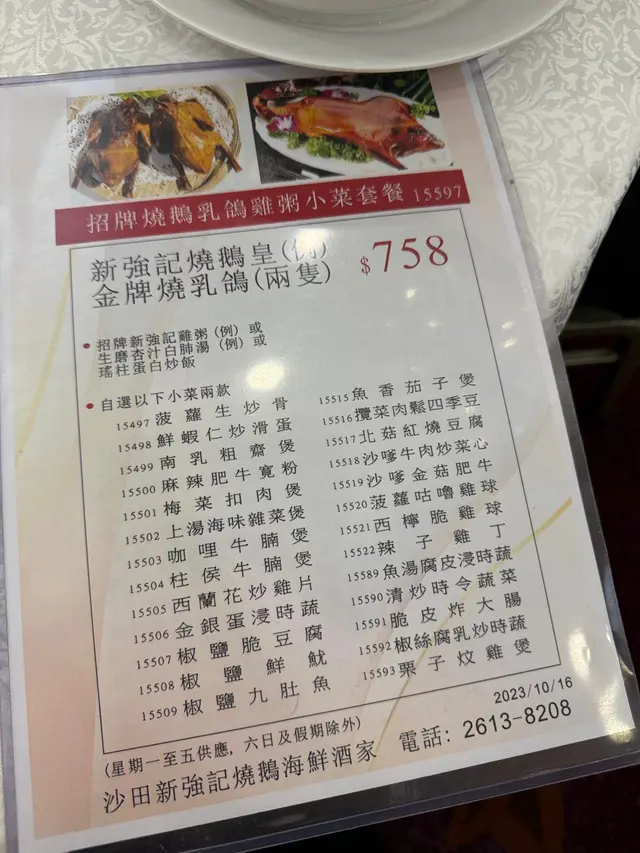 招牌燒鵝乳鴿雞粥小菜套餐 15597
新強記燒鵝皇(例)
金牌燒乳鴿(兩隻)
$758
• 招牌新強記雞粥(例)或
生磨杏汁白肺湯(例)或
瑤柱蛋白炒飯
• 自選以下小菜兩款
15497 菠蘿生炒骨
15498 鮮蝦仁炒滑蛋
15499 南乳粗齋煲
15500 麻辣肥牛寬粉
15501 梅菜扣肉煲
15502 上湯海味雜菜煲
15503 咖喱牛腩煲
15504 柱侯牛腩煲
15505 西蘭花炒雞片
15506 金銀蛋浸時蔬
15507 椒鹽脆豆腐
15508 椒鹽鮮魷
15509 椒鹽九肚魚
15515 魚香茄子煲
15516 欖菜肉鬆四季豆
15517 北菇紅燒豆腐
15518 沙嗲牛肉炒菜心
15519 沙嗲金菇肥牛
15520 菠蘿咕嚕雞球
15521 西檸脆雞球
15522 辣子雞丁
15589 魚湯腐皮浸時蔬
15590 清炒時令蔬菜
15591 脆皮炸大腸
15592 椒絲腐乳炒時蔬
15593 栗子炆雞煲
2023/10/16
(星期一至五供應, 六日及假期除外)
沙田新強記燒鵝海鮮酒家 電話: 2613-8208